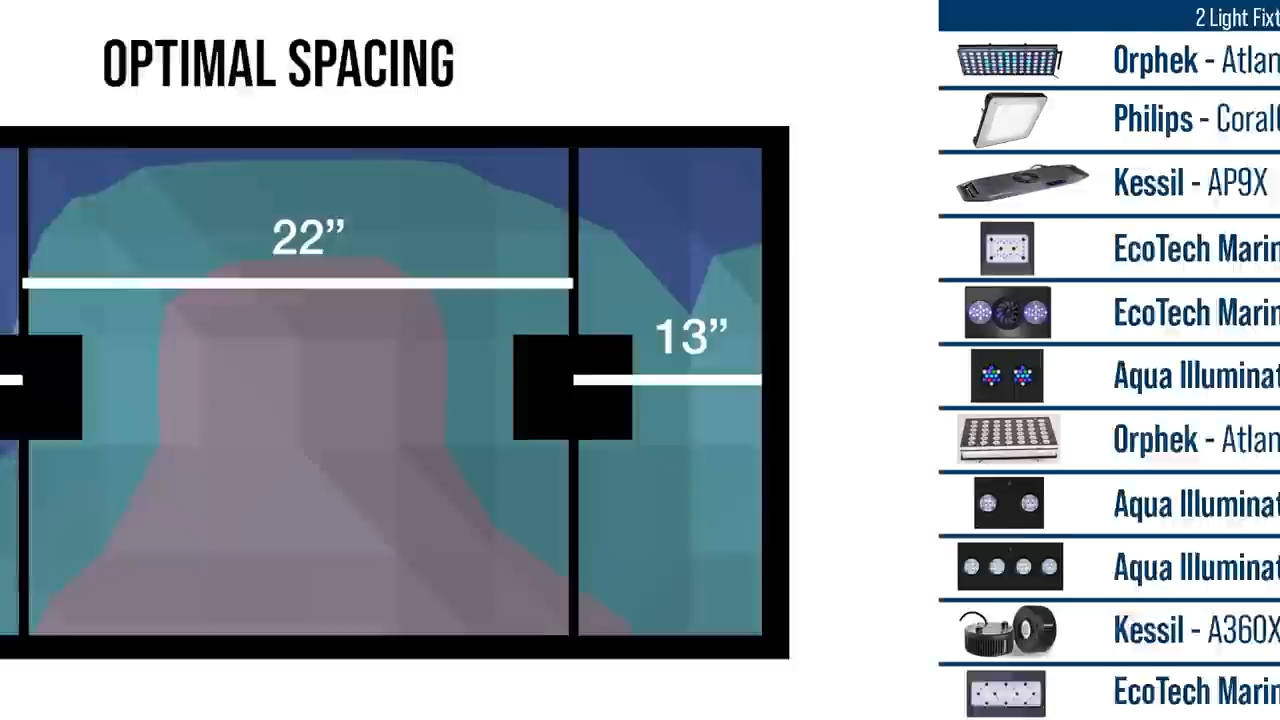 OPTIMAL SPACING
22”
13”
2 Light Fixt
Orphek - Atlan
Philips - Coral
Kessil - AP9X
EcoTech Marin
EcoTech Marin
Aqua Illuminat
Orphek - Atlan
Aqua Illuminat
Aqua Illuminat
Kessil - A360X
EcoTech Marin